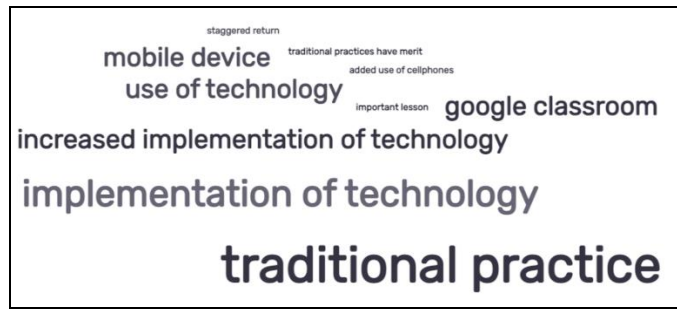 staggered return
mobile device
traditional practices have merit
added use of cellphones
use of technology
important lesson
google classroom
increased implementation of technology
implementation of technology
traditional practice